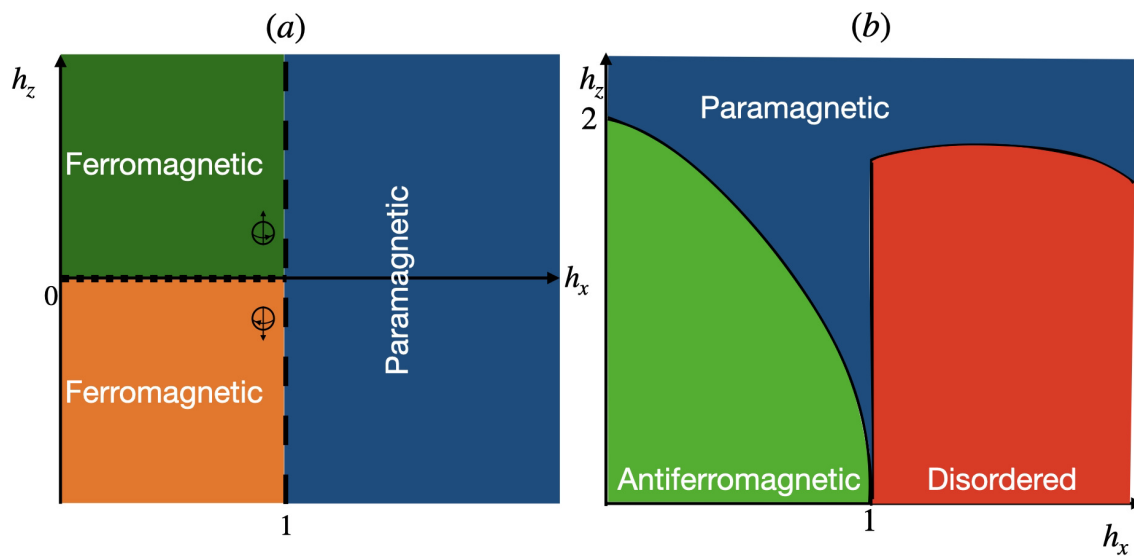 (a)
h_z
Ferromagnetic
Paramagnetic
0
h_x
Ferromagnetic
1
(b)
h_z
2
Paramagnetic
Antiferromagnetic
Disordered
1
h_x